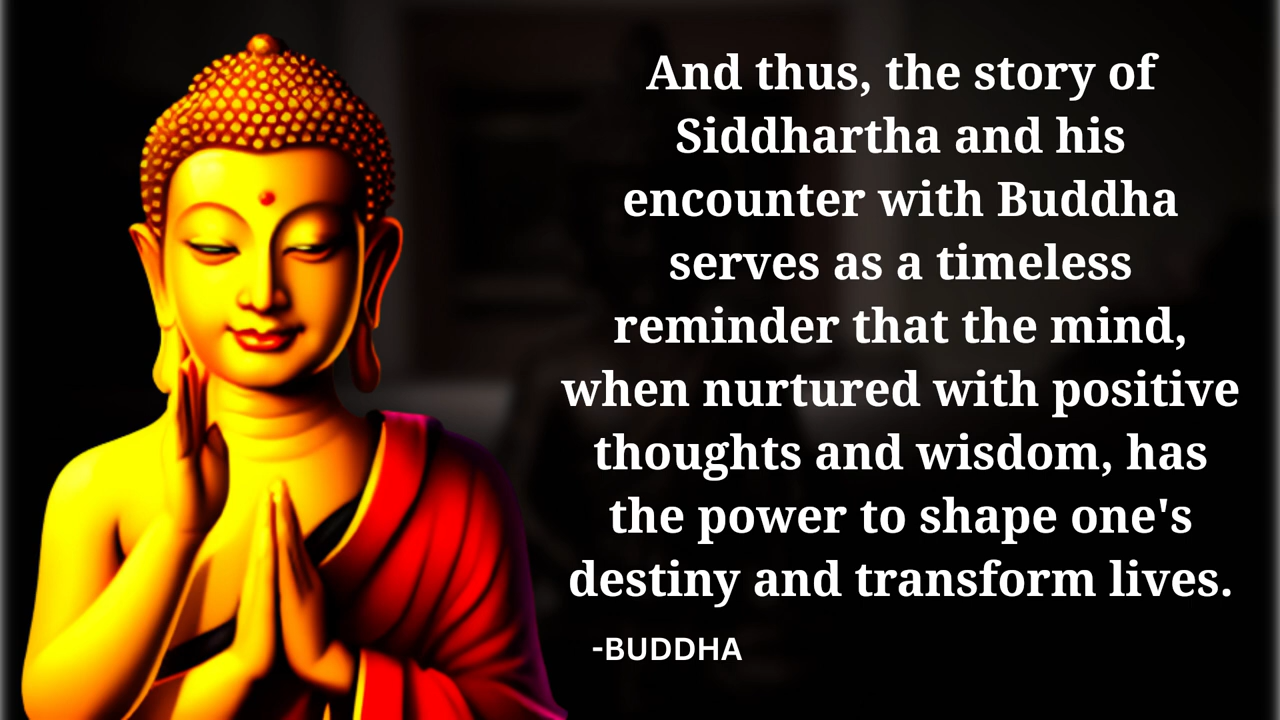 And thus, the story of
Siddhartha and his
encounter with Buddha
serves as a timeless
reminder that the mind,
when nurtured with positive
thoughts and wisdom, has
the power to shape one's
destiny and transform lives.
-BUDDHA